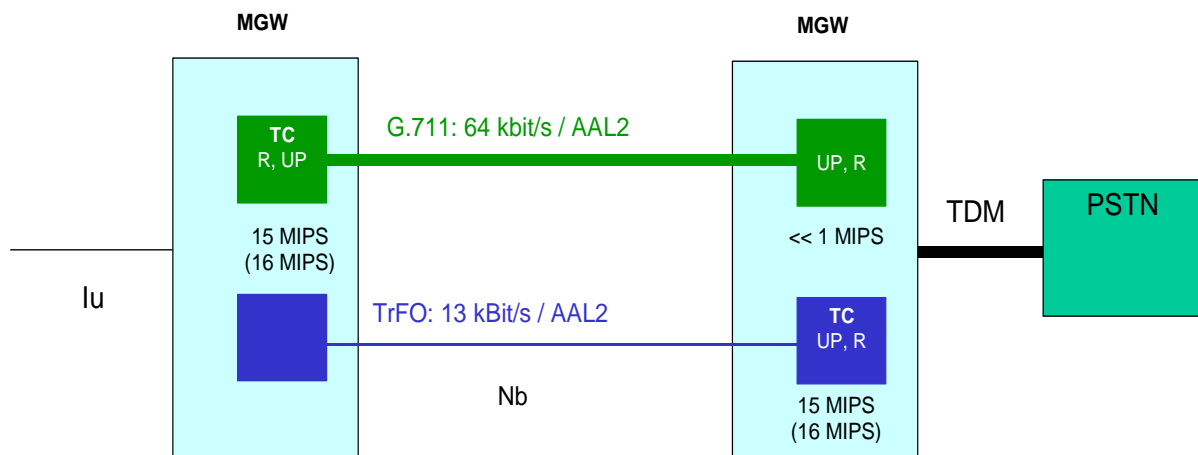 MGW
MGW
G.711: 64 kbit/s / AAL2
TC
R, UP
UP, R
15 MIPS
(16 MIPS)
<< 1 MIPS
TDM
PSTN
Iu
TrFO: 13 kBit/s / AAL2
TC
UP, R
Nb
15 MIPS
(16 MIPS)